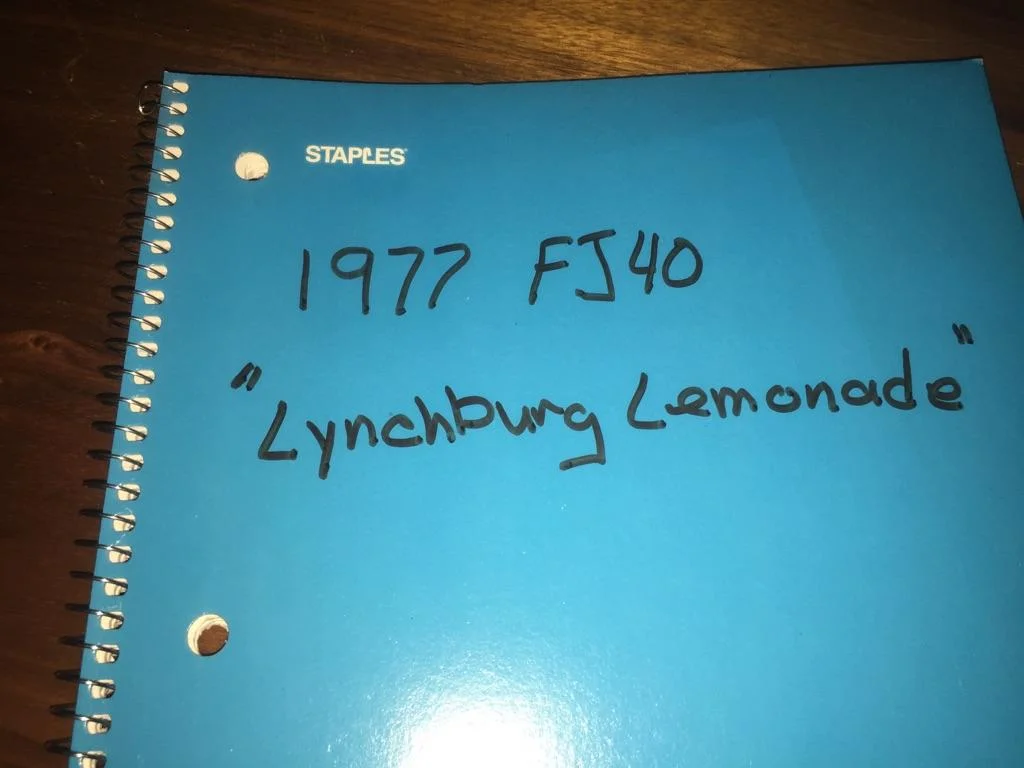 STAPLES
1977 FJ40
"Lynchburg Lemonade"